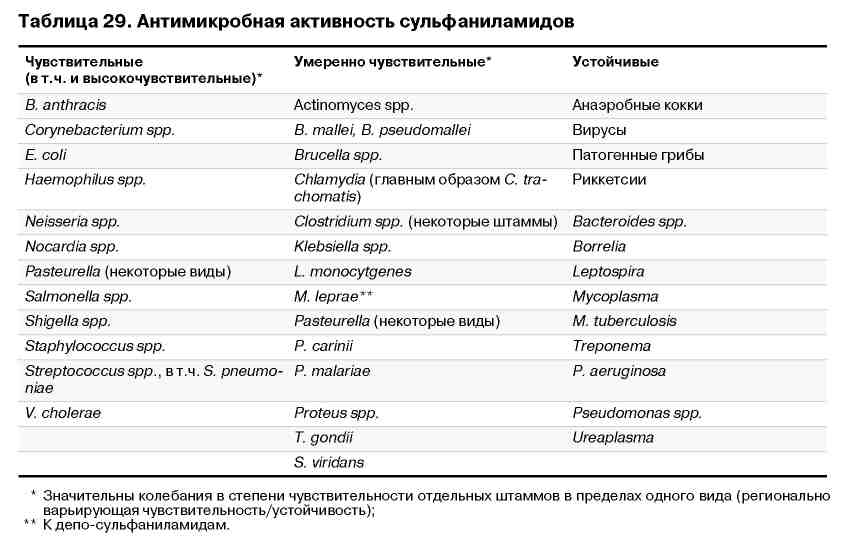 Таблица 29. Антимикробная активность сульфаниламидов
Чувствительные Умеренно чувствительные* Устойчивые
(в т.ч. и высокочувствительные)*
B. anthracis Actinomyces spp. Анаэробные кокки
Corynebacterium spp. B. mallei, B. pseudomallei Вирусы
E. coli Brucella spp. Патогенные грибы
Haemophilus spp. Chlamydia (главным образом C. tra- Риккетсии
chomatis)
Neisseria spp. Clostridium spp. (некоторые штаммы) Bacteroides spp.
Nocardia spp. Klebsiella spp. Borrelia
Pasteurella (некоторые виды) L. monocytgenes Leptospira
Salmonella spp. M. leprae** Mycoplasma
Shigella spp. Pasteurella (некоторые виды) M. tuberculosis
Staphylococcus spp. P. carinii Treponema
Streptococcus spp., в т.ч. S. pneumo- P. malariae P. aeruginosa
niae
V. cholerae Proteus spp. Pseudomonas spp.
T. gondii Ureaplasma
S. viridans
* Значительны колебания в степени чувствительности отдельных штаммов в пределах одного вида (регионально
варьирующая чувствительность/устойчивость);
** К депо-сульфаниламидам.